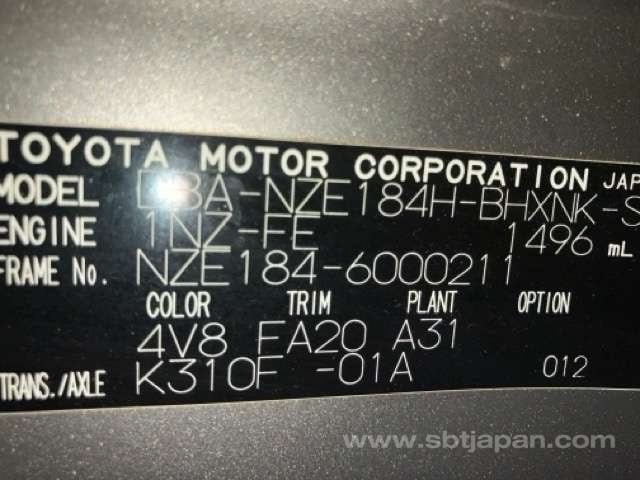 TOYOTA MOTOR CORPORATION JAP
MODEL DBA-NZE184H-BHXNK-S
ENGINE 1NZ-FE 1496 mL
FRAME No. NZE184-6000211
COLOR TRIM PLANT OPTION
4V8 FA20 A31
TRANS./AXLE K310F -01A 012
www.sbtjapan.com